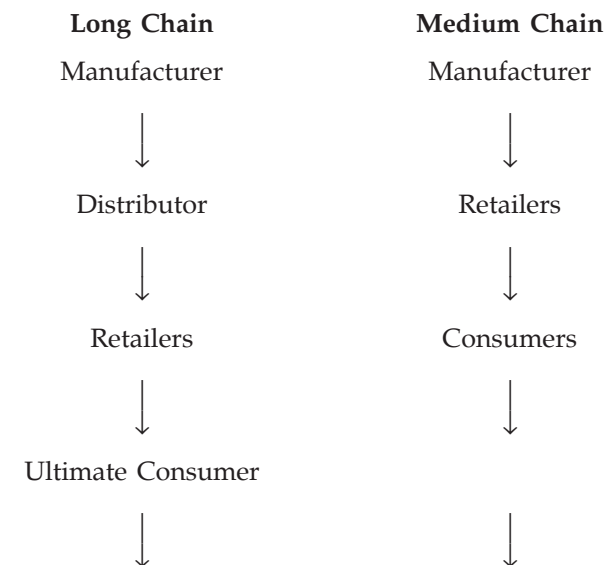 Long Chain Medium Chain
Manufacturer Manufacturer
Distributor Retailers
Retailers Consumers
Ultimate Consumer